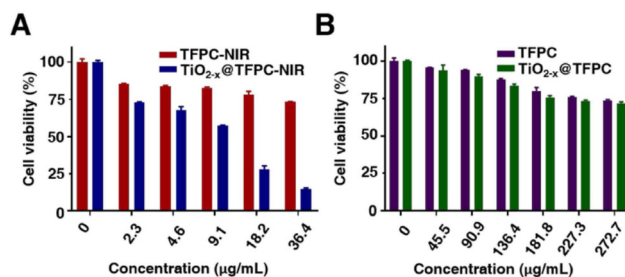 A
TFPC-NIR
TiO2-x@TFPC-NIR
Cell viability (%)
100
75
50
25
0
0
2.3
4.6
9.1
18.2
36.4
Concentration (μg/mL)
B
TFPC
TiO2-x@TFPC
Cell viability (%)
100
75
50
25
0
0
45.5
90.9
136.4
181.8
227.3
272.7
Concentration (μg/mL)